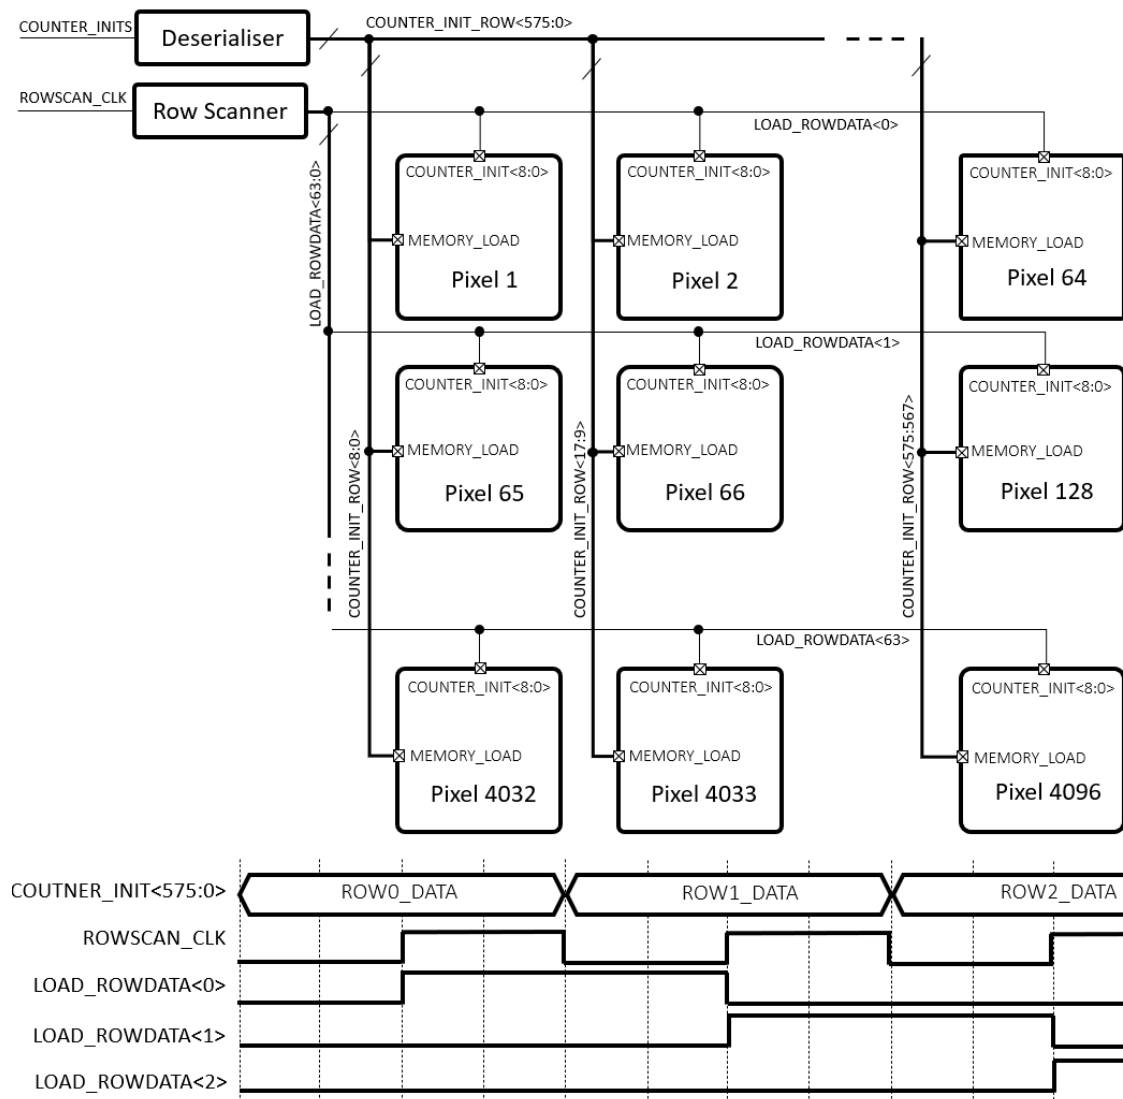 COUNTER_INITS
Deserialiser
COUNTER_INIT_ROW<575:0>
ROWSCAN_CLK
Row Scanner
LOAD_ROWDATA<0>
LOAD_ROWDATA<63:0>
COUNTER_INIT<8:0>
COUNTER_INIT<8:0>
COUNTER_INIT<8:0>
MEMORY_LOAD
MEMORY_LOAD
MEMORY_LOAD
Pixel 1
Pixel 2
Pixel 64
LOAD_ROWDATA<1>
COUNTER_INIT<8:0>
COUNTER_INIT<8:0>
COUNTER_INIT<8:0>
MEMORY_LOAD
MEMORY_LOAD
MEMORY_LOAD
Pixel 65
Pixel 66
Pixel 128
COUNTER_INIT_ROW<8:0>
COUNTER_INIT_ROW<17:9>
COUNTER_INIT_ROW<575:567>
LOAD_ROWDATA<63>
COUNTER_INIT<8:0>
COUNTER_INIT<8:0>
COUNTER_INIT<8:0>
MEMORY_LOAD
MEMORY_LOAD
MEMORY_LOAD
Pixel 4032
Pixel 4033
Pixel 4096
COUTNER_INIT<575:0>
ROW0_DATA
ROW1_DATA
ROW2_DATA
ROWSCAN_CLK
LOAD_ROWDATA<0>
LOAD_ROWDATA<1>
LOAD_ROWDATA<2>